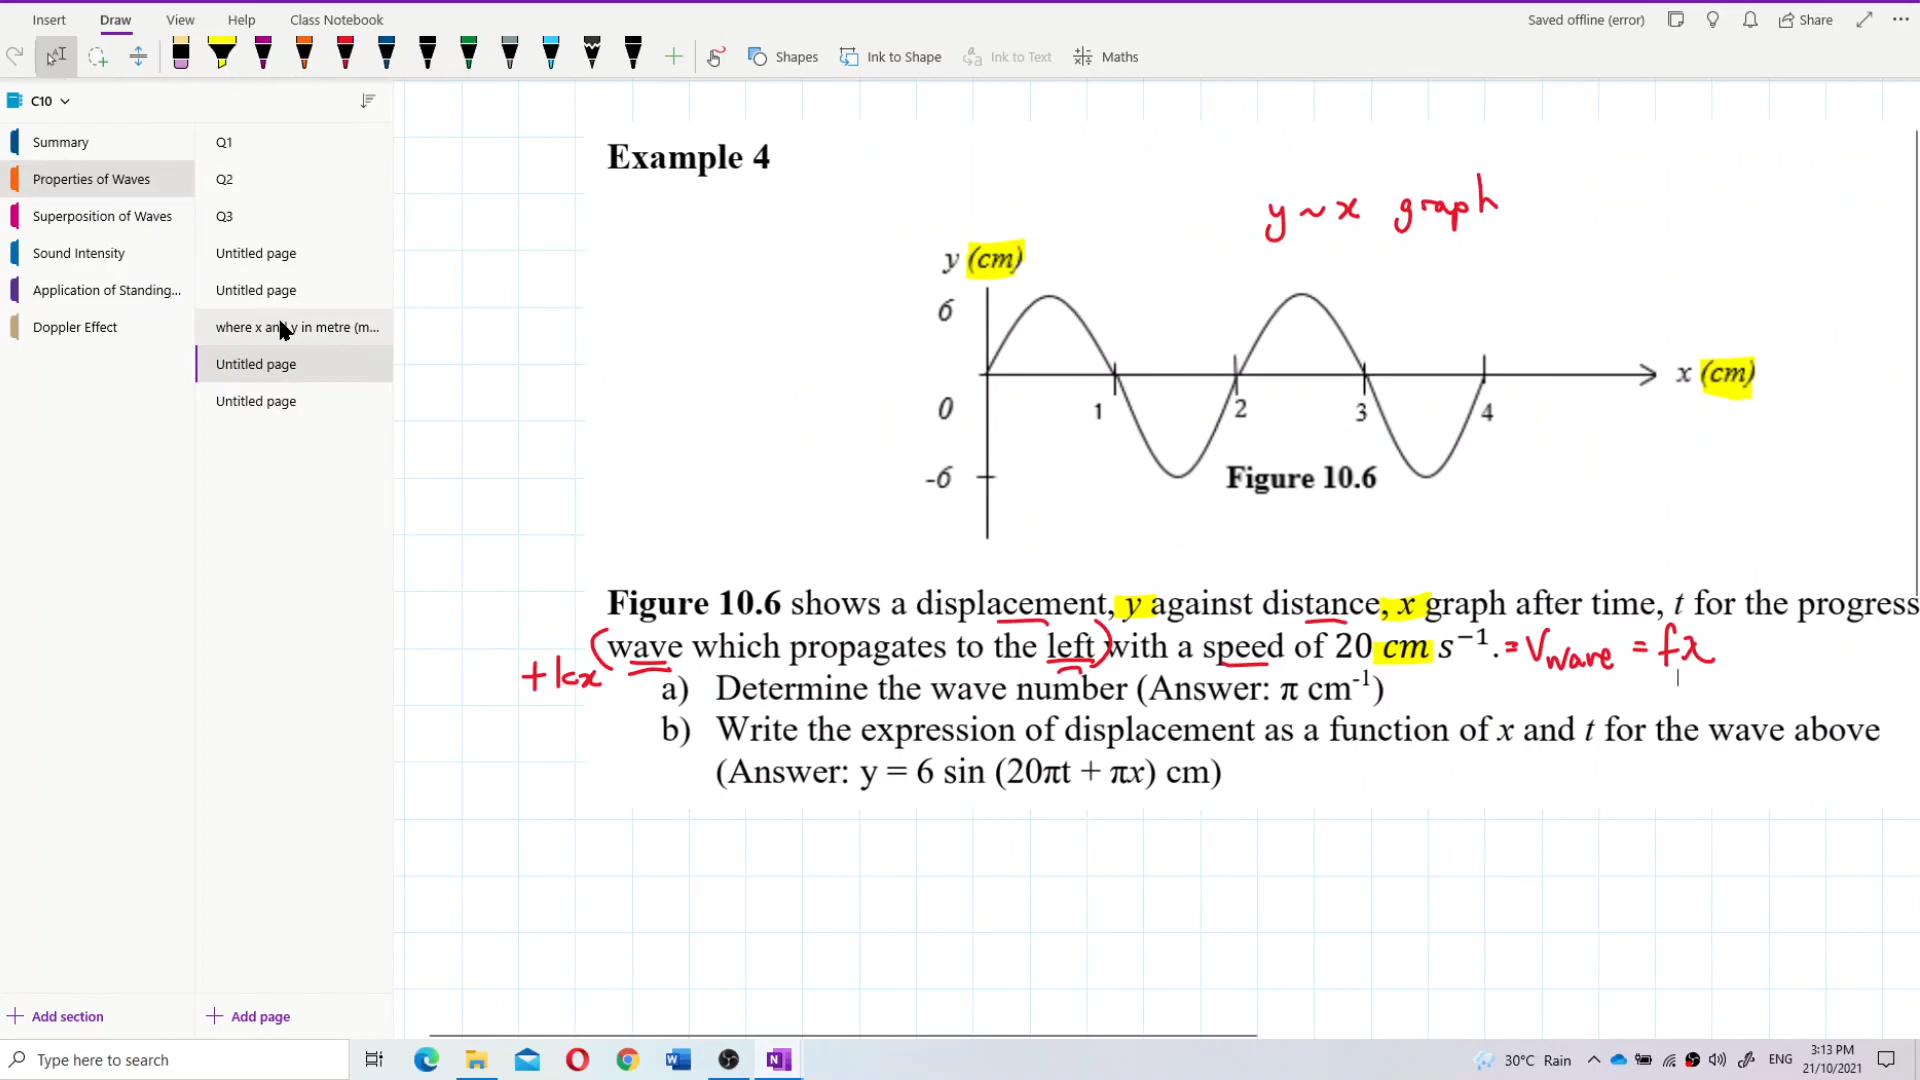 Insert Draw View Help Class Notebook Saved offline (error) Share
Shapes Ink to Shape Ink to Text Maths
C10
Summary
Properties of Waves
Superposition of Waves
Sound Intensity
Application of Standing...
Doppler Effect
Q1
Q2
Q3
Untitled page
Untitled page
where x and y in metre (m...
Untitled page
Untitled page
Add section
Add page
Example 4
y ~ x graph
y (cm)
6
0
-6
1 2 3 4
x (cm)
Figure 10.6
Figure 10.6 shows a displacement, y against distance, x graph after time, t for the progress
(wave which propagates to the left) with a speed of 20 cm s⁻¹. = Vwave = fλ
+kx
a) Determine the wave number (Answer: π cm⁻¹)
b) Write the expression of displacement as a function of x and t for the wave above
(Answer: y = 6 sin (20πt + πx) cm)
Type here to search
30°C Rain
ENG
3:13 PM
21/10/2021